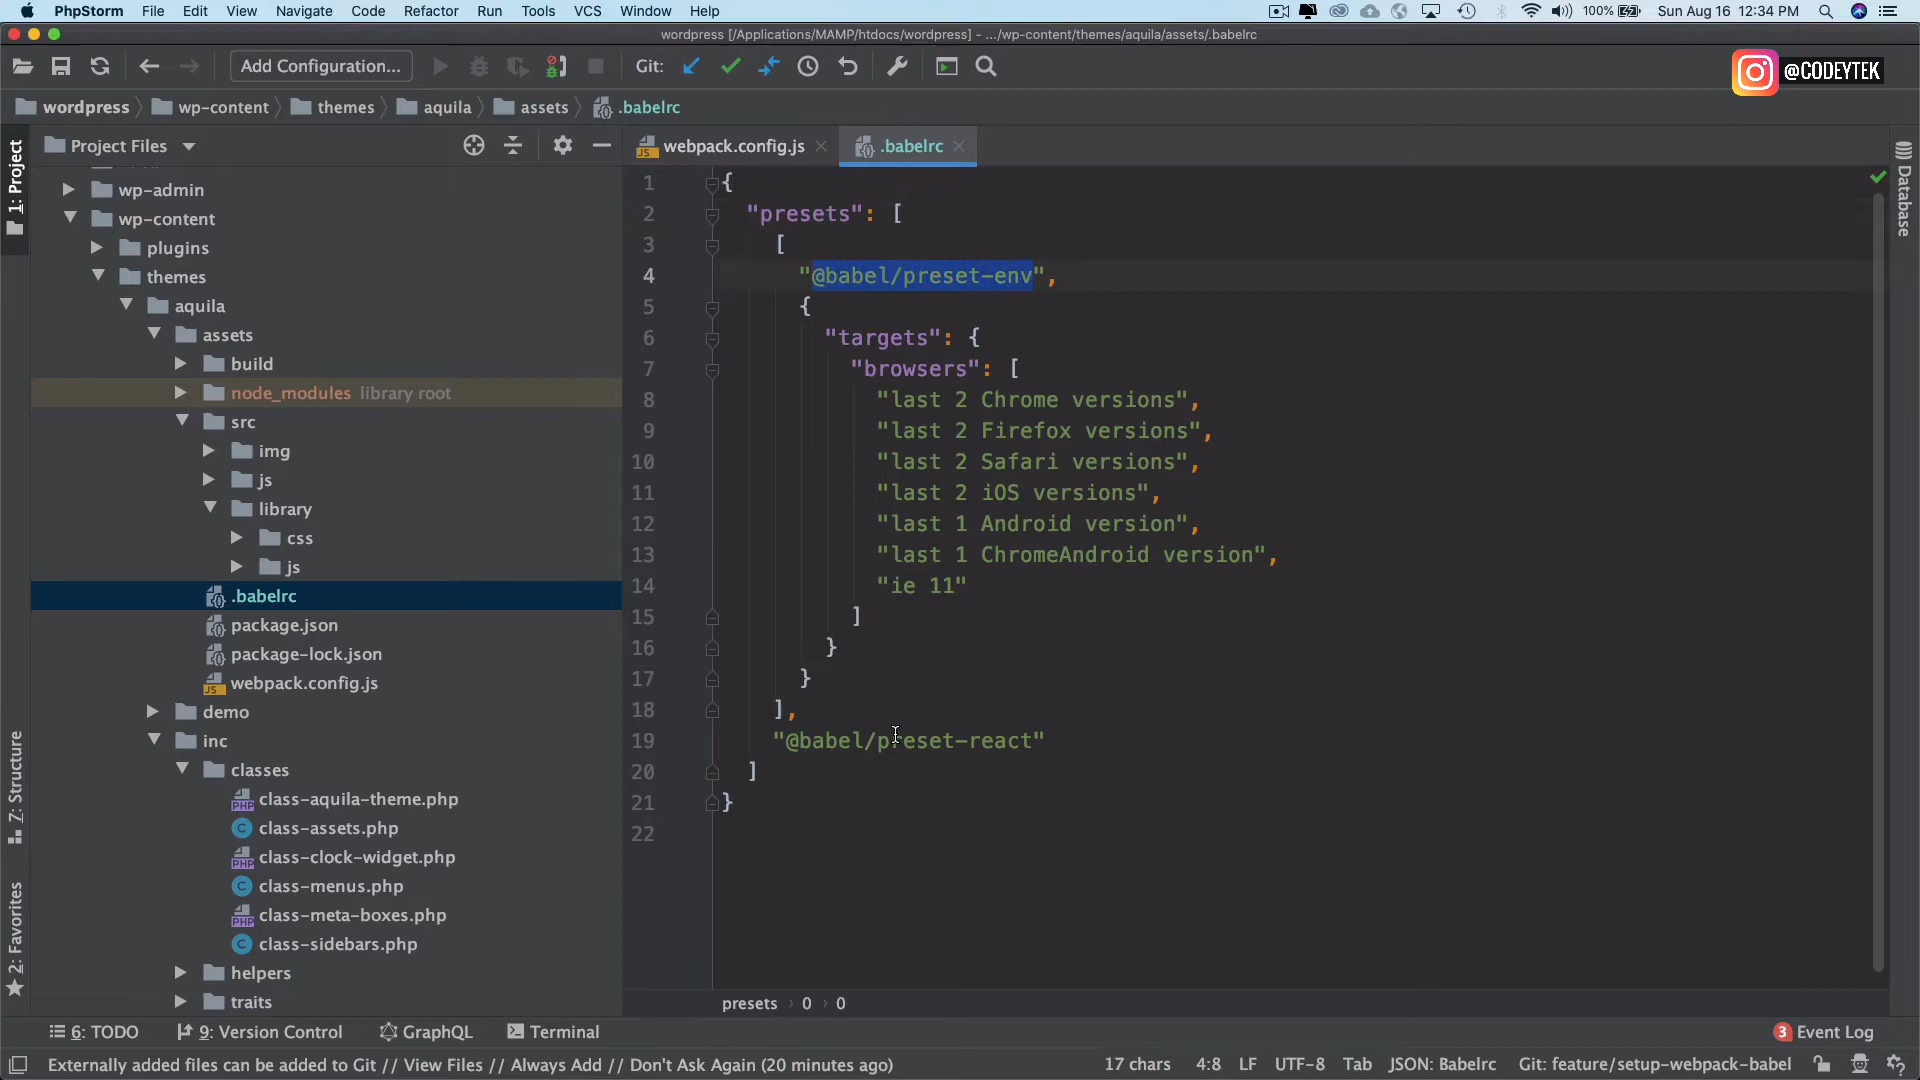 PhpStorm File Edit View Navigate Code Refactor Run Tools VCS Window Help 100% Sun Aug 16 12:34 PM
wordpress [/Applications/MAMP/htdocs/wordpress] - .../wp-content/themes/aquila/assets/.babelrc
Add Configuration... Git: @CODEYTEK
wordpress wp-content themes aquila assets .babelrc
1: Project
Project Files
webpack.config.js
.babelrc
Database
wp-admin
wp-content
plugins
themes
aquila
assets
build
node_modules library root
src
img
js
library
css
js
.babelrc
package.json
package-lock.json
webpack.config.js
demo
inc
classes
class-aquila-theme.php
class-assets.php
class-clock-widget.php
class-menus.php
class-meta-boxes.php
class-sidebars.php
helpers
traits
7: Structure
2: Favorites
1 {
2 "presets": [
3 [
4 "@babel/preset-env",
5 {
6 "targets": {
7 "browsers": [
8 "last 2 Chrome versions",
9 "last 2 Firefox versions",
10 "last 2 Safari versions",
11 "last 2 iOS versions",
12 "last 1 Android version",
13 "last 1 ChromeAndroid version",
14 "ie 11"
15 ]
16 }
17 }
18 ],
19 "@babel/preset-react"
20 ]
21 }
22
presets › 0 › 0
6: TODO 9: Version Control GraphQL Terminal 3 Event Log
Externally added files can be added to Git // View Files // Always Add // Don't Ask Again (20 minutes ago) 17 chars 4:8 LF UTF-8 Tab JSON: Babelrc Git: feature/setup-webpack-babel